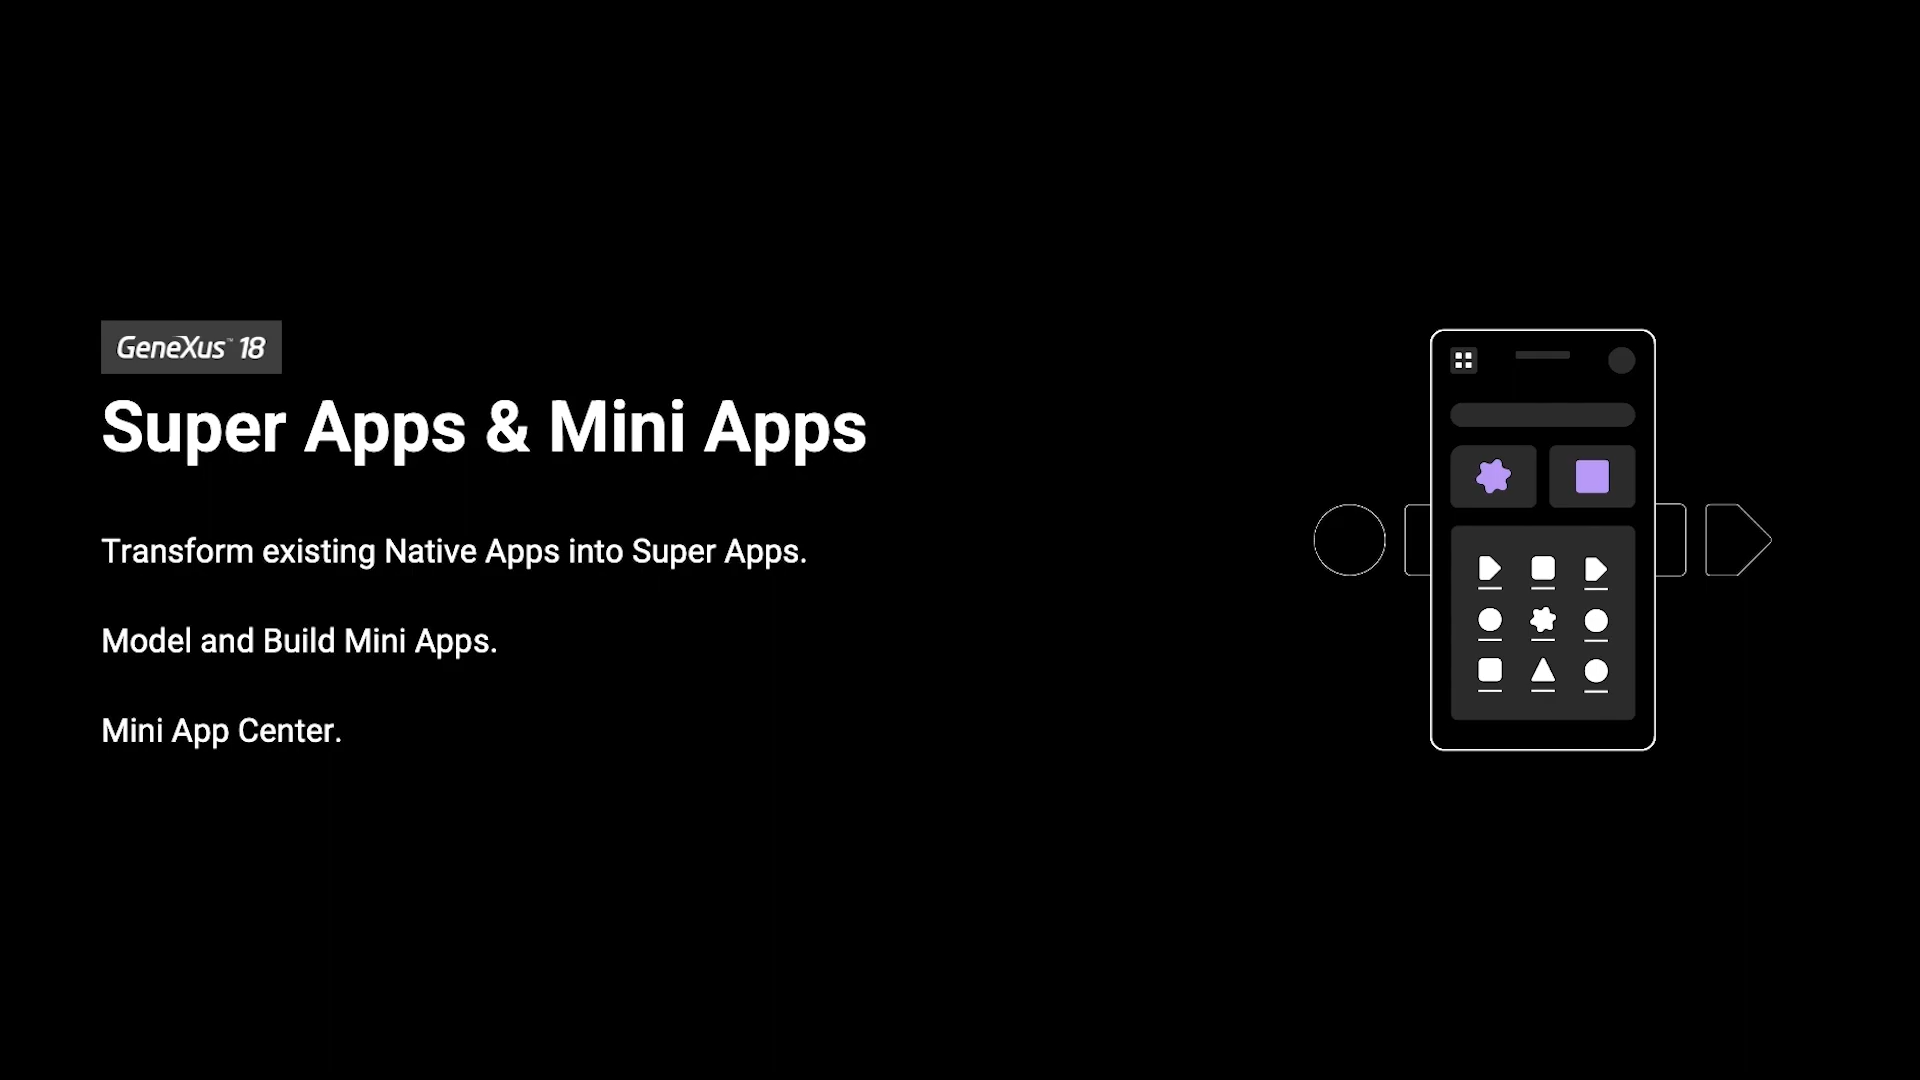 GeneXus™ 18
Super Apps & Mini Apps
Transform existing Native Apps into Super Apps.
Model and Build Mini Apps.
Mini App Center.